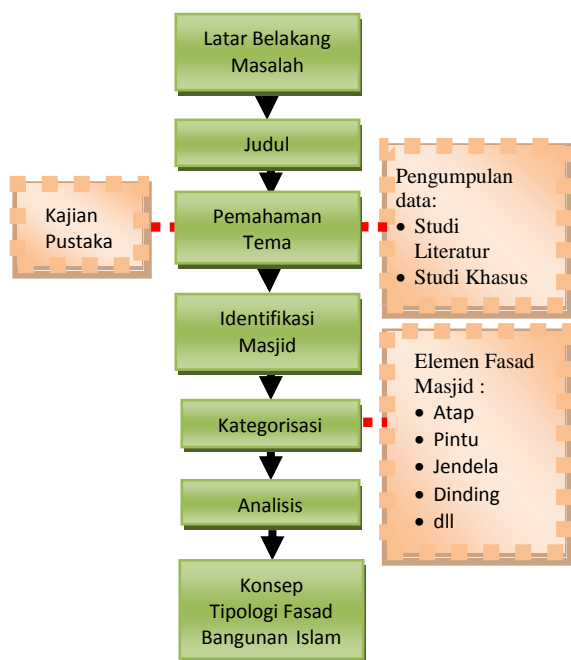 Latar Belakang
Masalah
Judul
Kajian
Pustaka
Pemahaman
Tema
Pengumpulan
data:
• Studi
Literatur
• Studi Khasus
Identifikasi
Masjid
Kategorisasi
Elemen Fasad
Masjid :
• Atap
• Pintu
• Jendela
• Dinding
• dll
Analisis
Konsep
Tipologi Fasad
Bangunan Islam